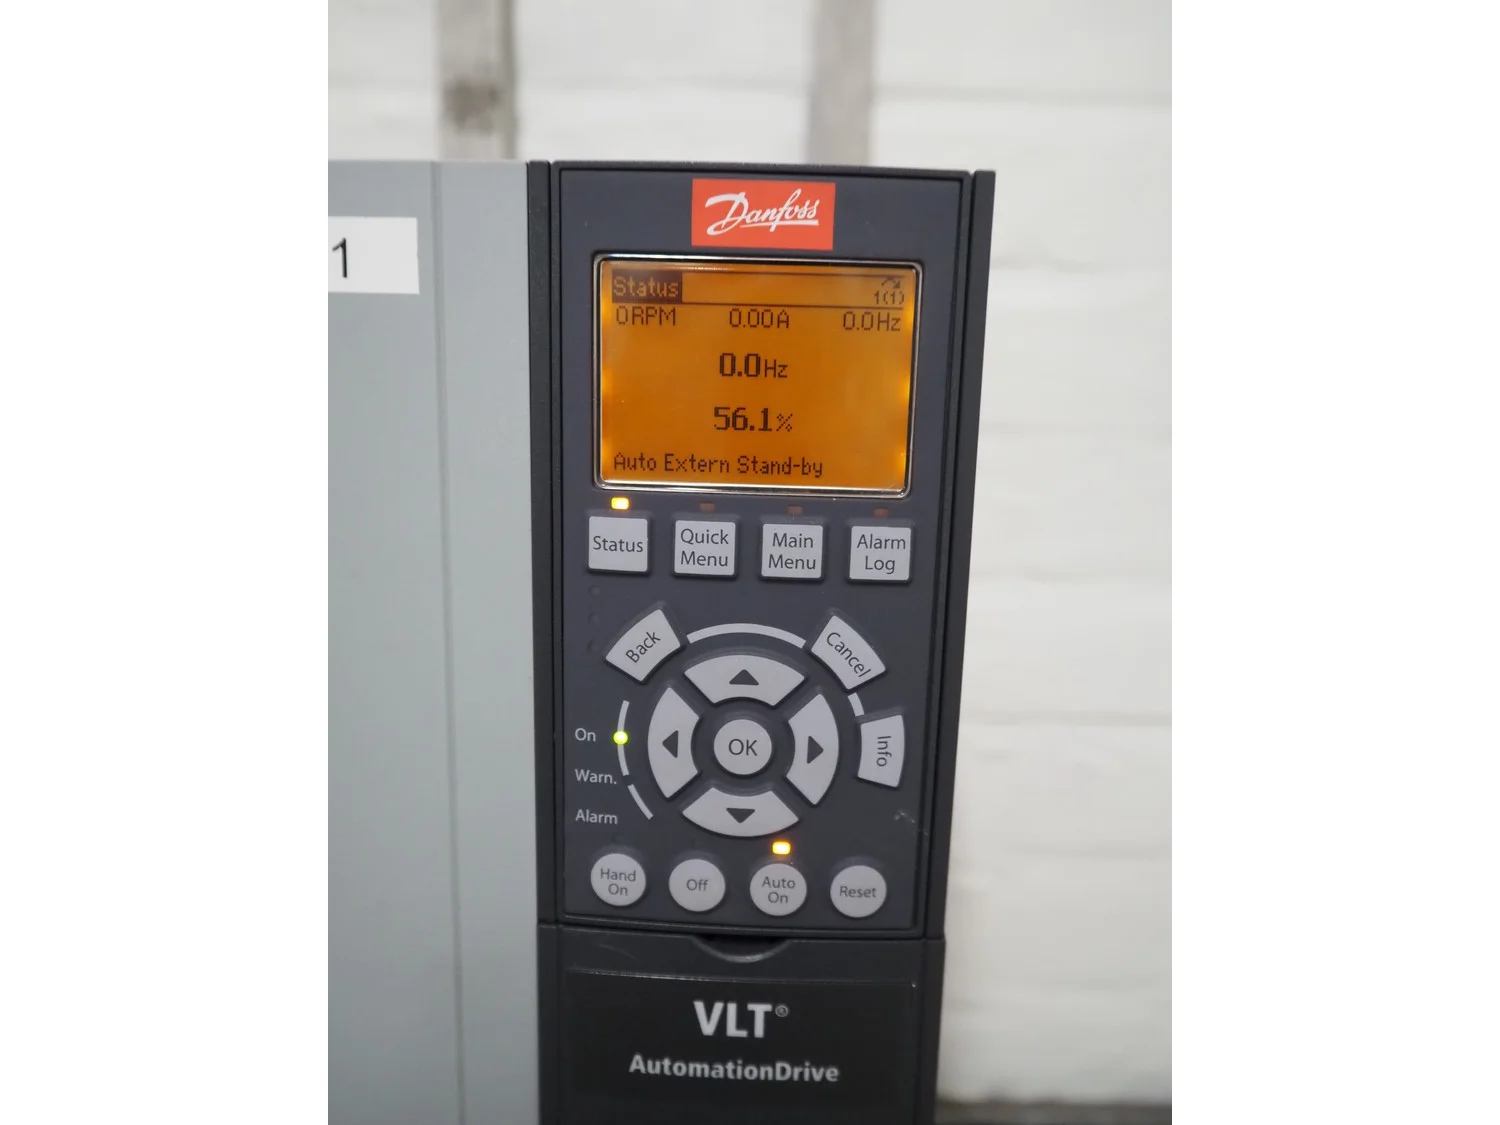 Danfoss
1
Status 1(1)
0RPM 0.00A 0.0Hz
0.0Hz
56.1%
Auto Extern Stand-by
Status
Quick
Menu
Main
Menu
Alarm
Log
Back
Cancel
Info
OK
On
Warn.
Alarm
Hand
On
Off
Auto
On
Reset
VLT®
AutomationDrive